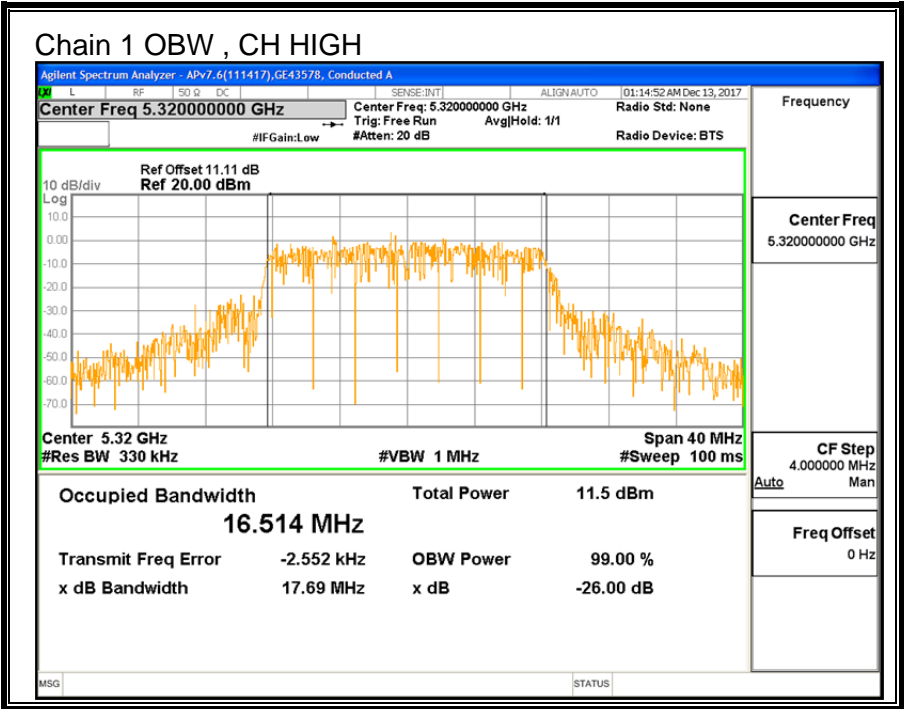 Chain 1 OBW , CH HIGH
Agilent Spectrum Analyzer - APv7.6(111417),GE43578, Conducted A
LXI L RF 50 Ω DC SENSE:INT ALIGNAUTO 01:14:52 AM Dec 13, 2017
Center Freq 5.320000000 GHz
Center Freq: 5.320000000 GHz
Radio Std: None
Trig: Free Run Avg|Hold: 1/1
#IFGain:Low
#Atten: 20 dB
Radio Device: BTS
Ref Offset 11.11 dB
10 dB/div Ref 20.00 dBm
Log
10.0
0.00
-10.0
-20.0
-30.0
-40.0
-50.0
-60.0
-70.0
Center 5.32 GHz Span 40 MHz
#Res BW 330 kHz #VBW 1 MHz #Sweep 100 ms
Occupied Bandwidth Total Power 11.5 dBm
16.514 MHz
Transmit Freq Error -2.552 kHz OBW Power 99.00 %
x dB Bandwidth 17.69 MHz x dB -26.00 dB
MSG STATUS
Frequency
Center Freq
5.320000000 GHz
CF Step
4.000000 MHz
Auto Man
Freq Offset
0 Hz